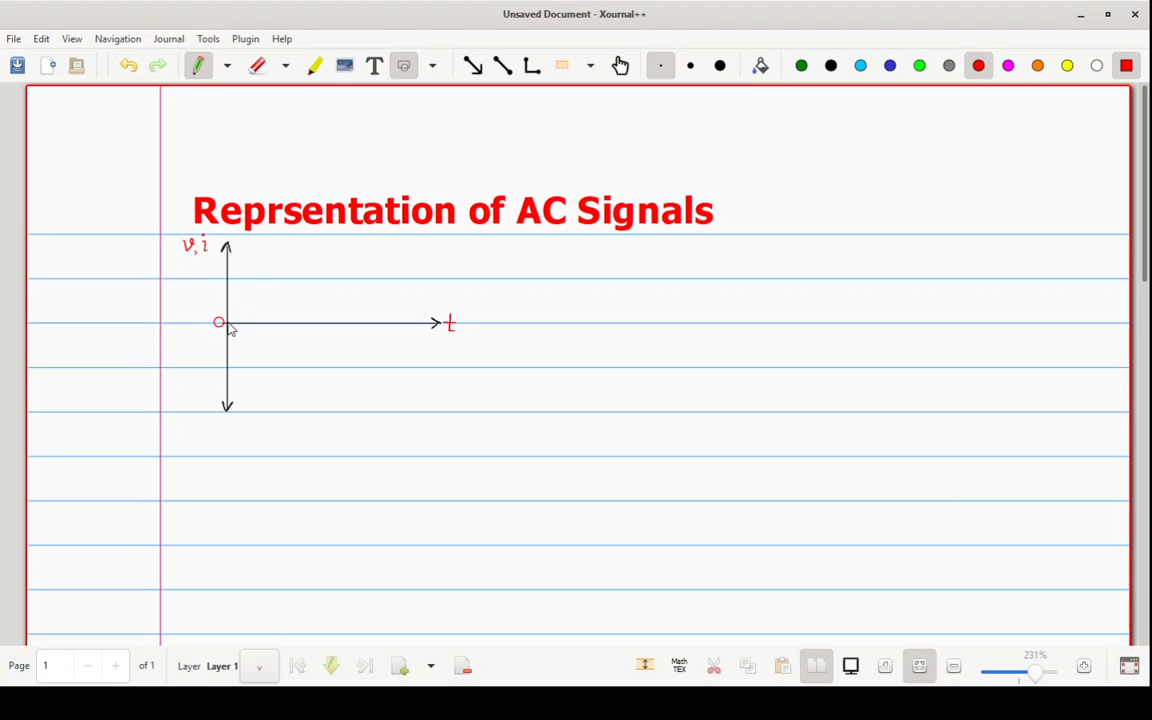 Unsaved Document - Xournal++
File Edit View Navigation Journal Tools Plugin Help
Reprsentation of AC Signals
v, i
O t
231%
Page 1 of 1 Layer Layer 1 v Math TEX